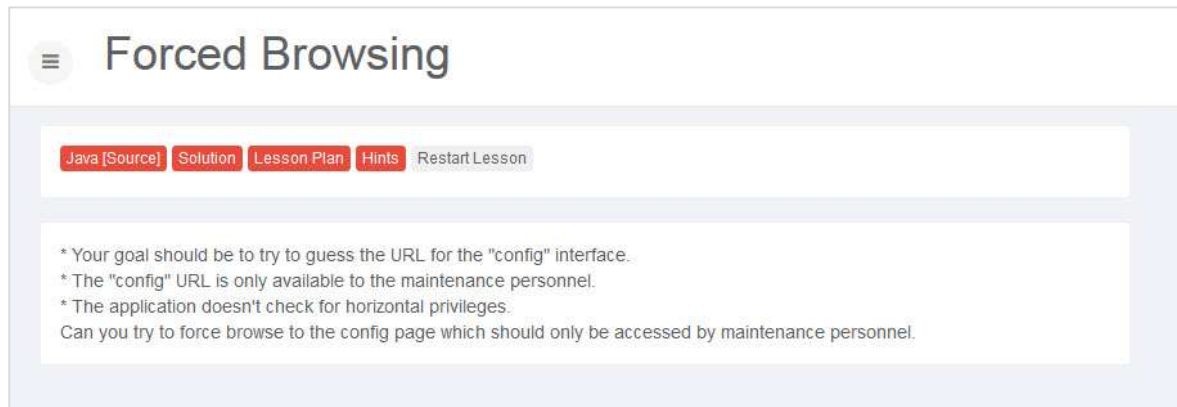 Forced Browsing
Java [Source] Solution Lesson Plan Hints Restart Lesson
* Your goal should be to try to guess the URL for the "config" interface.
* The "config" URL is only available to the maintenance personnel.
* The application doesn't check for horizontal privileges.
Can you try to force browse to the config page which should only be accessed by maintenance personnel.